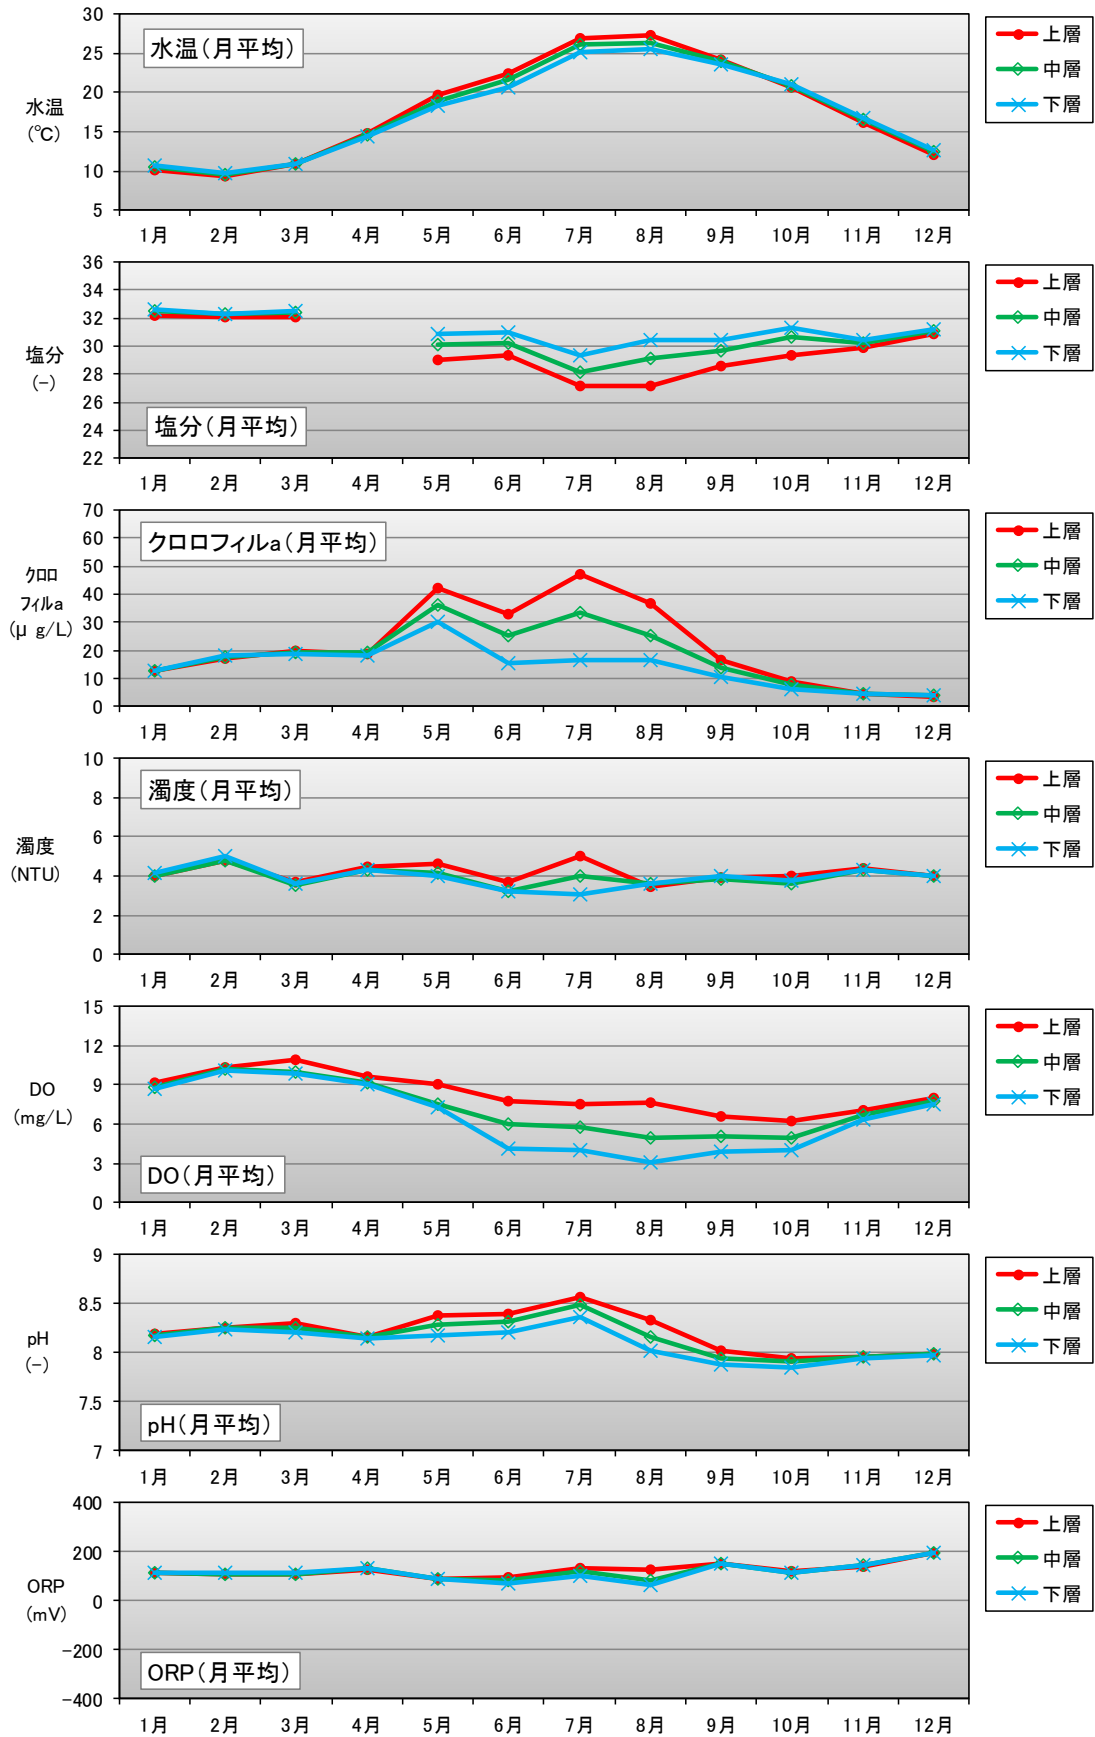 30
25
20
15
10
5
水温(月平均)
水温
(℃)
1月 2月 3月 4月 5月 6月 7月 8月 9月 10月 11月 12月
上層
中層
下層
36
34
32
30
28
26
24
22
塩分
(-)
塩分(月平均)
1月 2月 3月 4月 5月 6月 7月 8月 9月 10月 11月 12月
上層
中層
下層
70
60
50
40
30
20
10
0
クロロフィルa(月平均)
ｸﾛﾛ
ﾌｨﾙa
(μ g/L)
1月 2月 3月 4月 5月 6月 7月 8月 9月 10月 11月 12月
上層
中層
下層
10
8
6
4
2
0
濁度(月平均)
濁度
(NTU)
1月 2月 3月 4月 5月 6月 7月 8月 9月 10月 11月 12月
上層
中層
下層
15
12
9
6
3
0
DO
(mg/L)
DO(月平均)
1月 2月 3月 4月 5月 6月 7月 8月 9月 10月 11月 12月
上層
中層
下層
9
8.5
8
7.5
7
pH
(-)
pH(月平均)
1月 2月 3月 4月 5月 6月 7月 8月 9月 10月 11月 12月
上層
中層
下層
400
200
0
-200
-400
ORP
(mV)
ORP(月平均)
1月 2月 3月 4月 5月 6月 7月 8月 9月 10月 11月 12月
上層
中層
下層